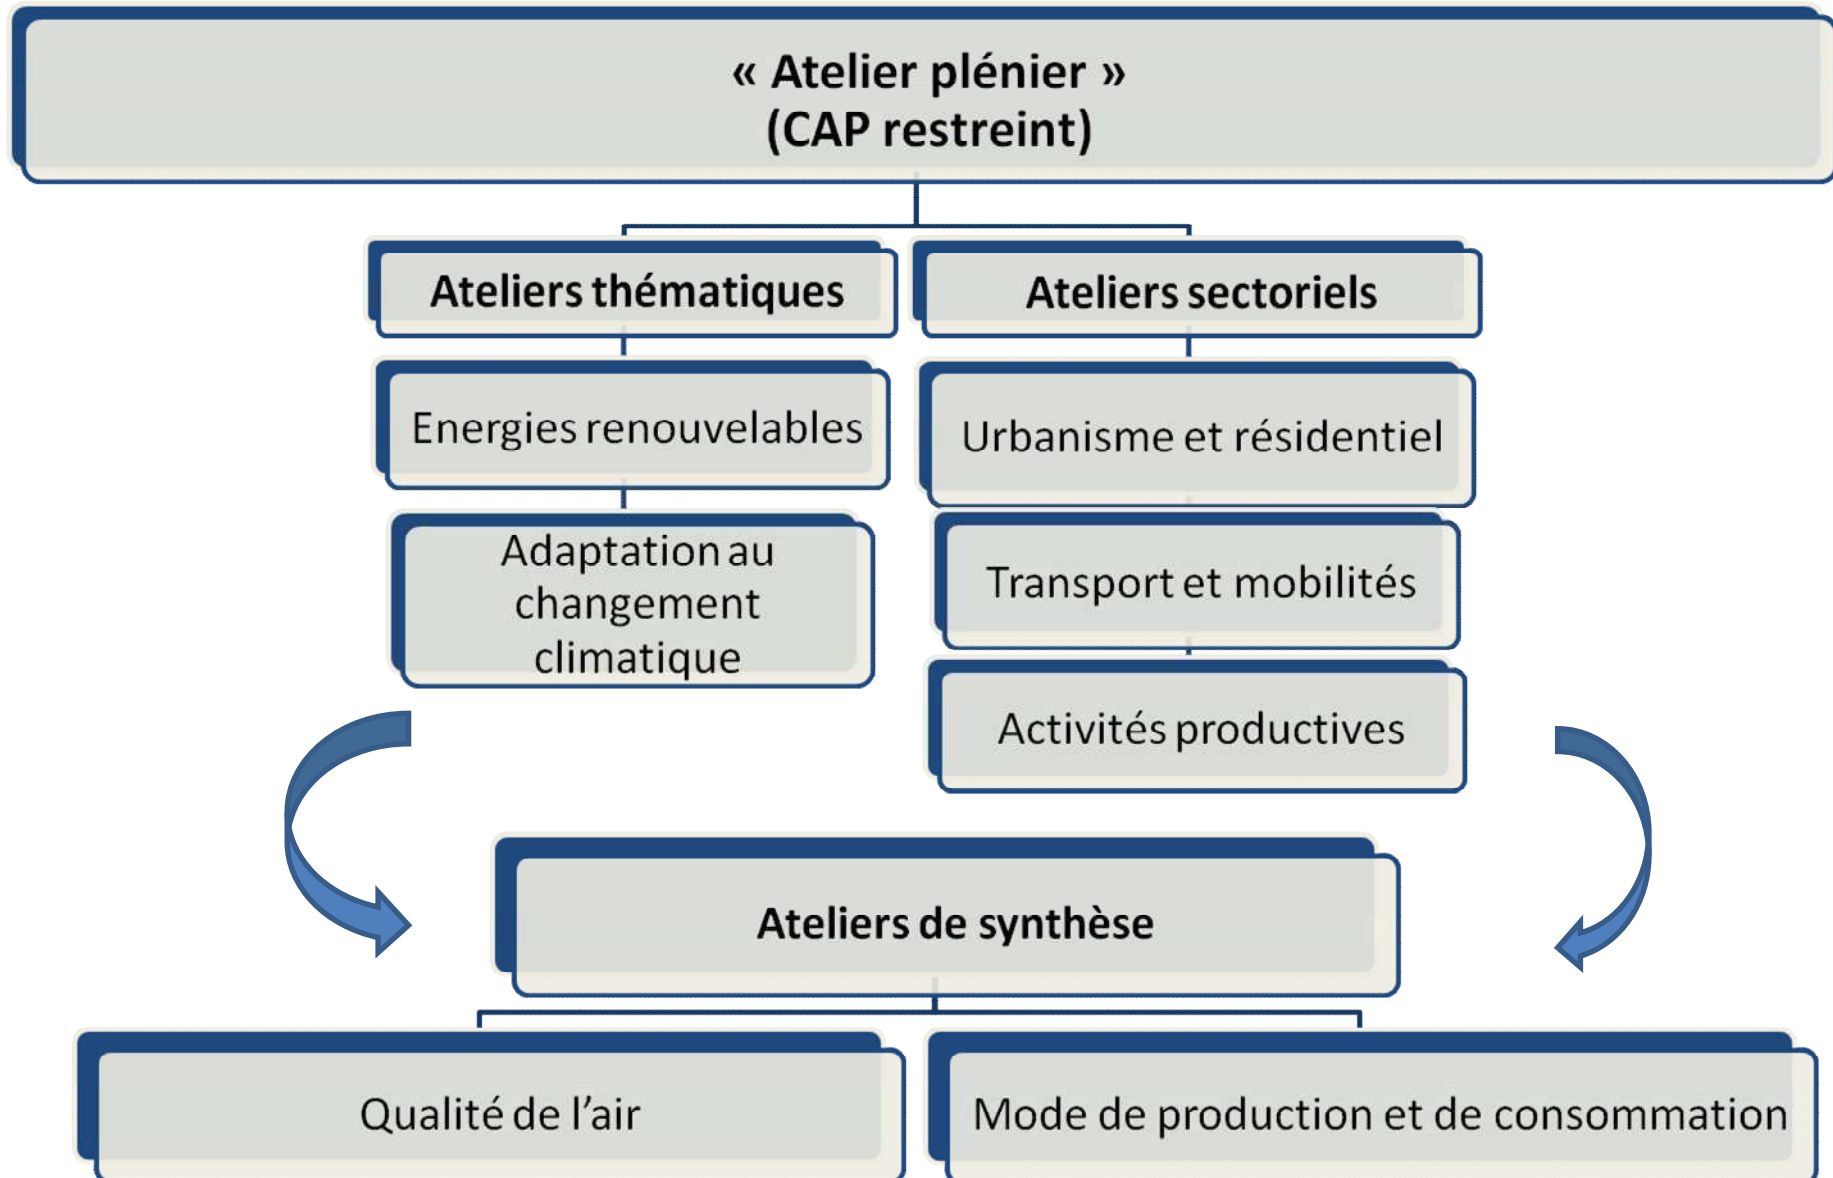 « Atelier plénier »
(CAP restreint)
Ateliers thématiques
Ateliers sectoriels
Energies renouvelables
Urbanisme et résidentiel
Adaptation au
changement
climatique
Transport et mobilités
Activités productives
Ateliers de synthèse
Qualité de l’air
Mode de production et de consommation